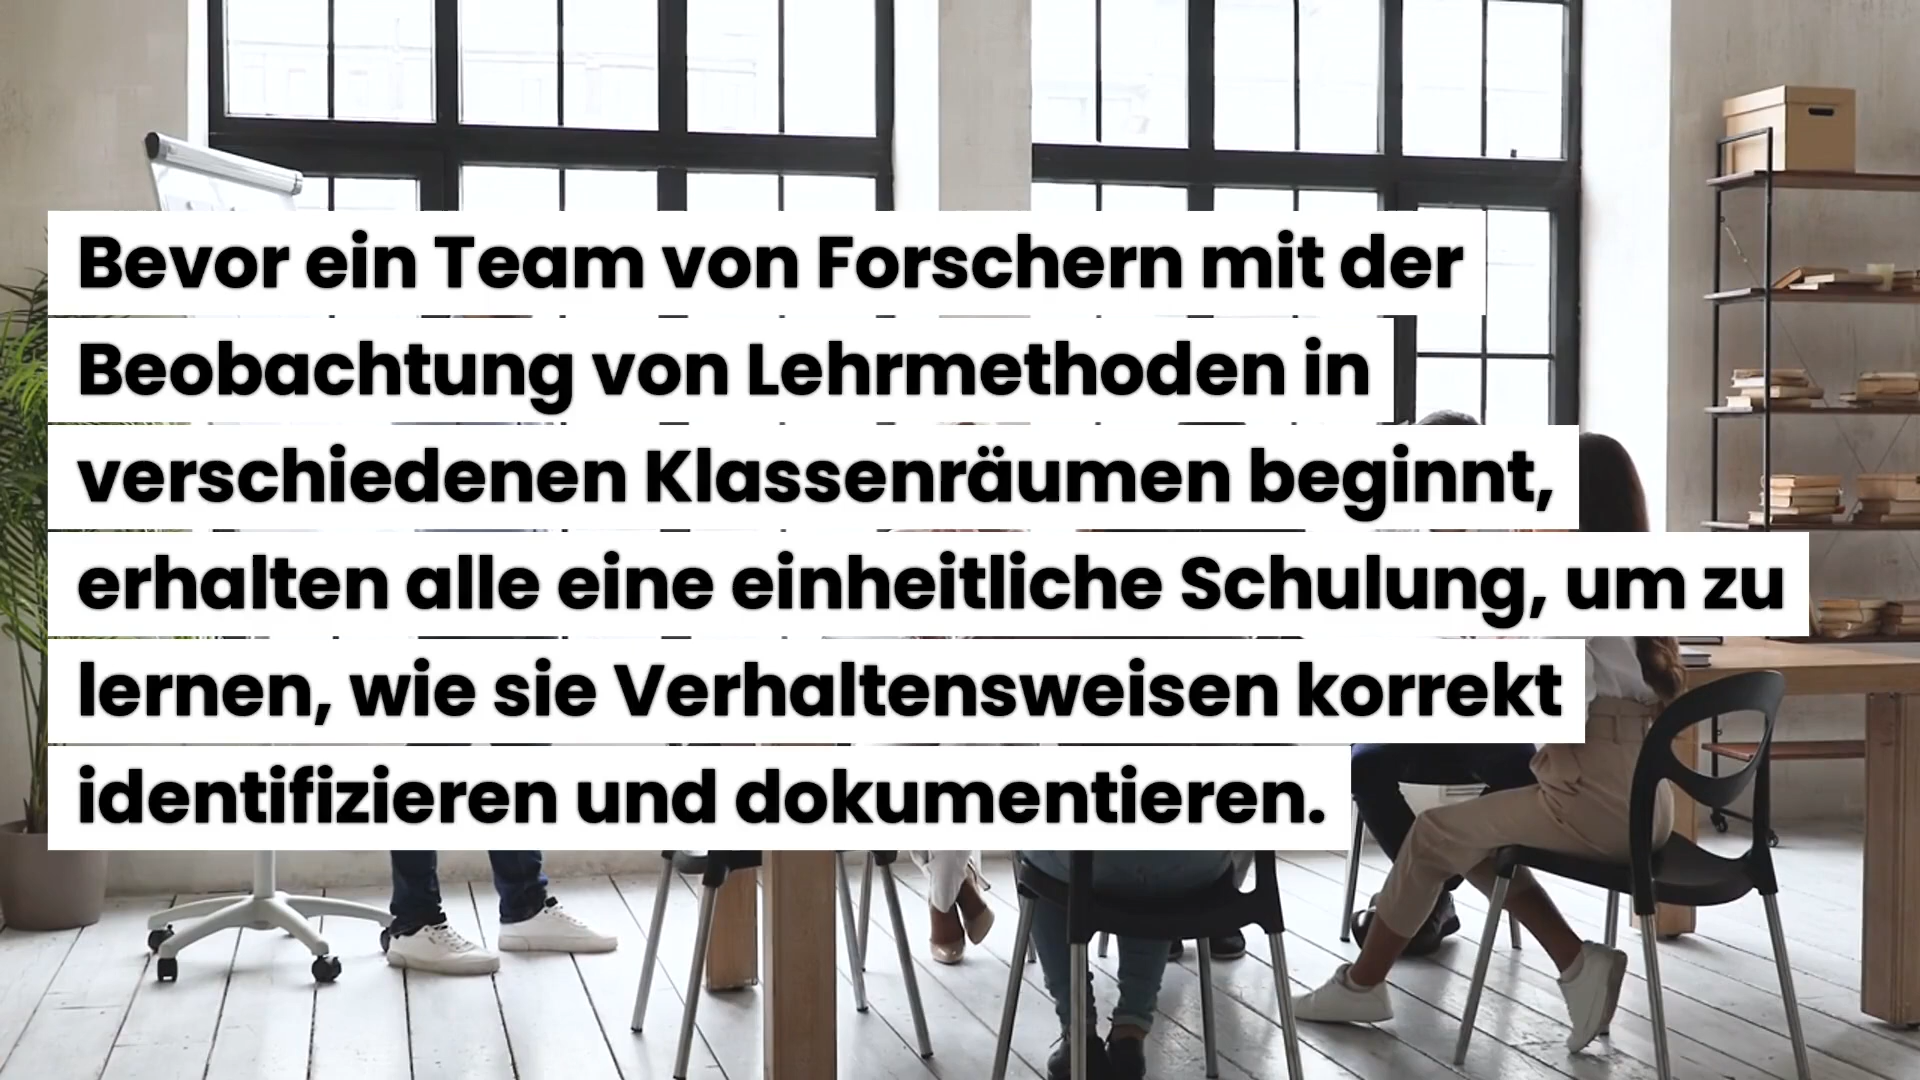 Bevor ein Team von Forschern mit der
Beobachtung von Lehrmethoden in
verschiedenen Klassenräumen beginnt,
erhalten alle eine einheitliche Schulung, um zu
lernen, wie sie Verhaltensweisen korrekt
identifizieren und dokumentieren.